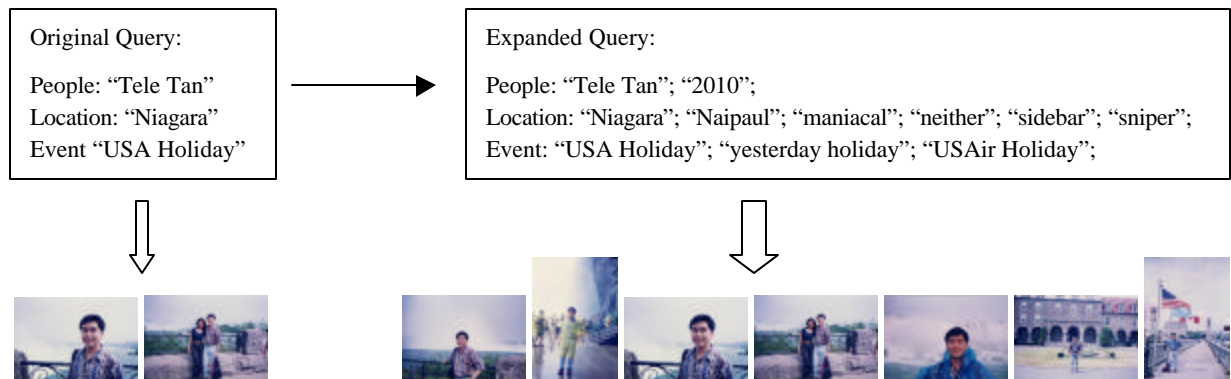 Original Query:
People: “Tele Tan”
Location: “Niagara”
Event “USA Holiday”
Expanded Query:
People: “Tele Tan”; “2010”;
Location: “Niagara”; “Naipaul”; “maniacal”; “neither”; “sidebar”; “sniper”;
Event: “USA Holiday”; “yesterday holiday”; “USAir Holiday”;